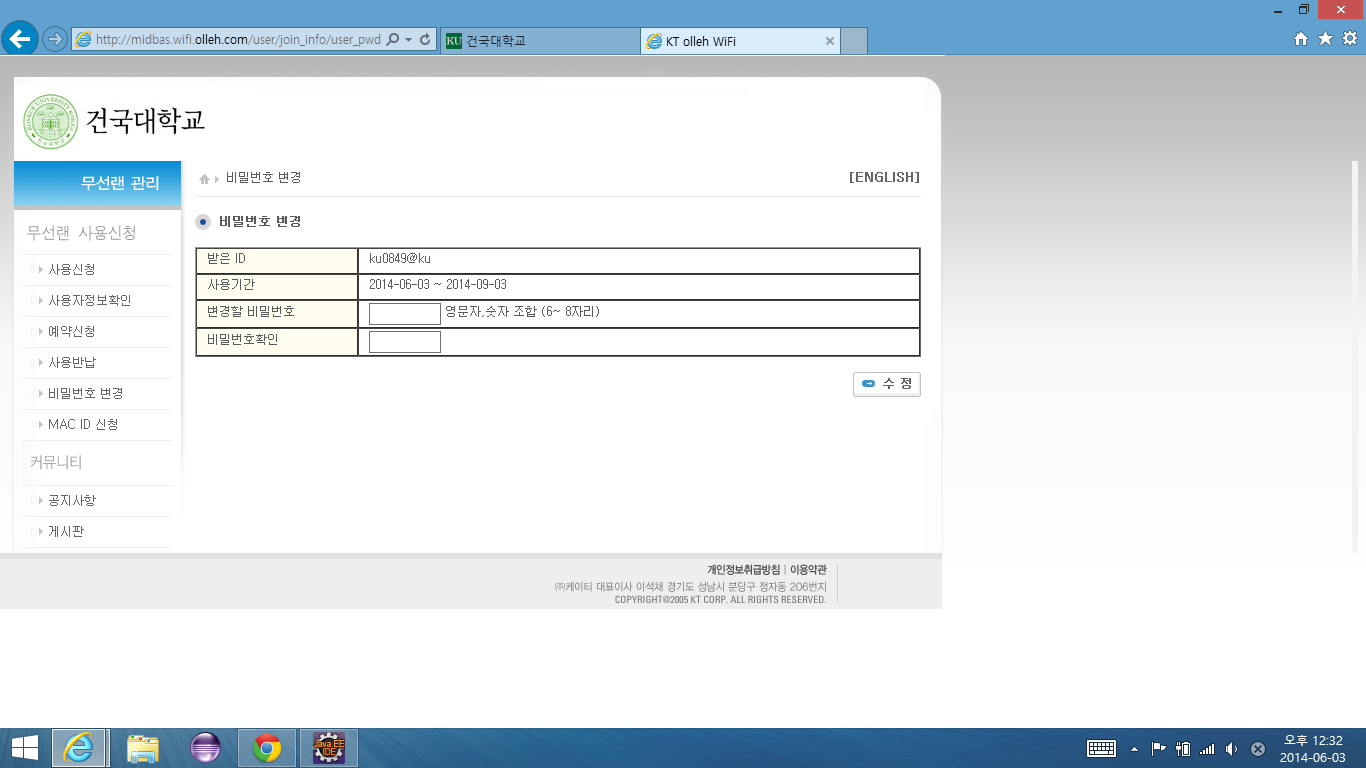 http://midbas.wifi.olleh.com/user/join_info/user_pwd
KU 건국대학교
KT olleh WiFi
KONKUK UNIVERSITY KOREA
건국대학교
건국대학교
무선랜 관리
비밀번호 변경
[ENGLISH]
비밀번호 변경
무선랜 사용신청
사용신청
사용자정보확인
예약신청
사용반납
비밀번호 변경
MAC ID 신청
커뮤니티
공지사항
게시판
받은 ID ku0849@ku
사용기간 2014-06-03 ~ 2014-09-03
변경할 비밀번호 영문자,숫자 조합 (6~ 8자리)
비밀번호확인
수 정
개인정보취급방침 | 이용약관
㈜케이티 대표이사 이석채 경기도 성남시 분당구 정자동 206번지
COPYRIGHT@2005 KT CORP. ALL RIGHTS RESERVED.
Java EE
IDE
오후 12:32
2014-06-03